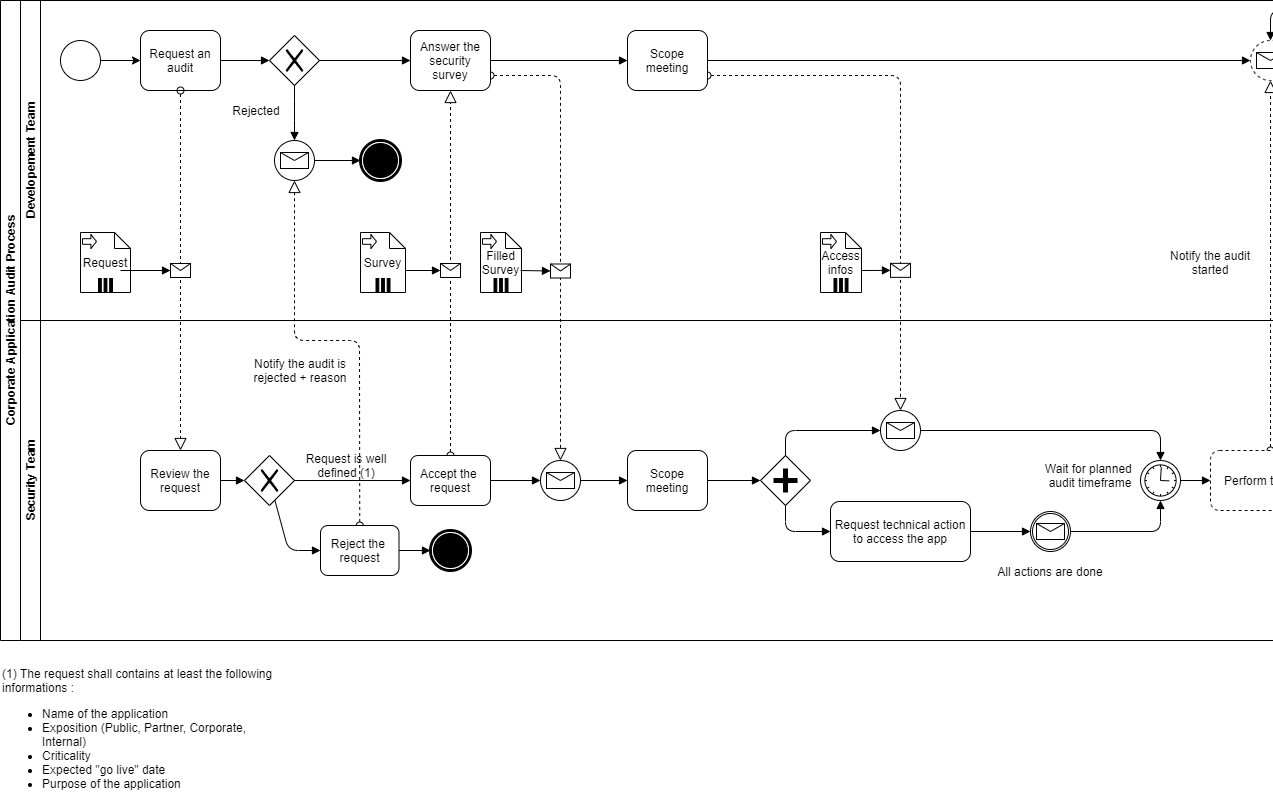 Corporate Application Audit Process
Developement Team
Request an
audit
Answer the
security
survey
Scope
meeting
Rejected
Request
Survey
Filled
Survey
Access
infos
Notify the audit
started
Security Team
Notify the audit is
rejected + reason
Review the
request
Request is well
defined (1)
Accept the
request
Scope
meeting
Wait for planned
audit timeframe
Perform t
Request technical action
to access the app
Reject the
request
All actions are done
(1) The request shall contains at least the following
informations :
Name of the application
Exposition (Public, Partner, Corporate,
Internal)
Criticality
Expected "go live" date
Purpose of the application